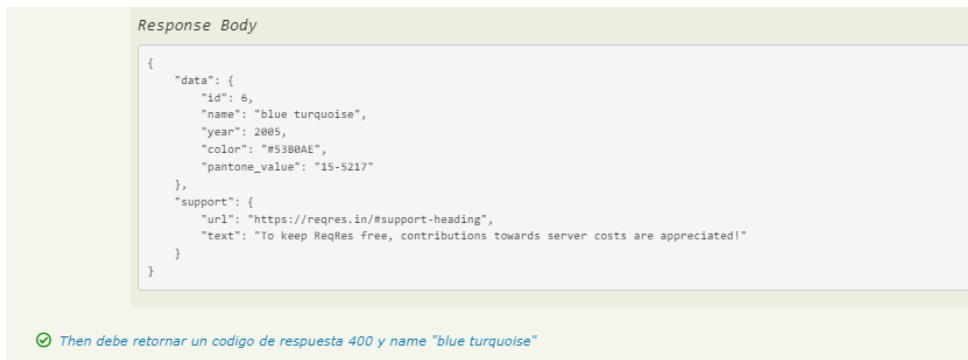 Response Body
{
    "data": {
        "id": 6,
        "name": "blue turquoise",
        "year": 2005,
        "color": "#53B0AE",
        "pantone_value": "15-5217"
    },
    "support": {
        "url": "https://reqres.in/#support-heading",
        "text": "To keep ReqRes free, contributions towards server costs are appreciated!"
    }
}
Then debe retornar un codigo de respuesta 400 y name "blue turquoise"